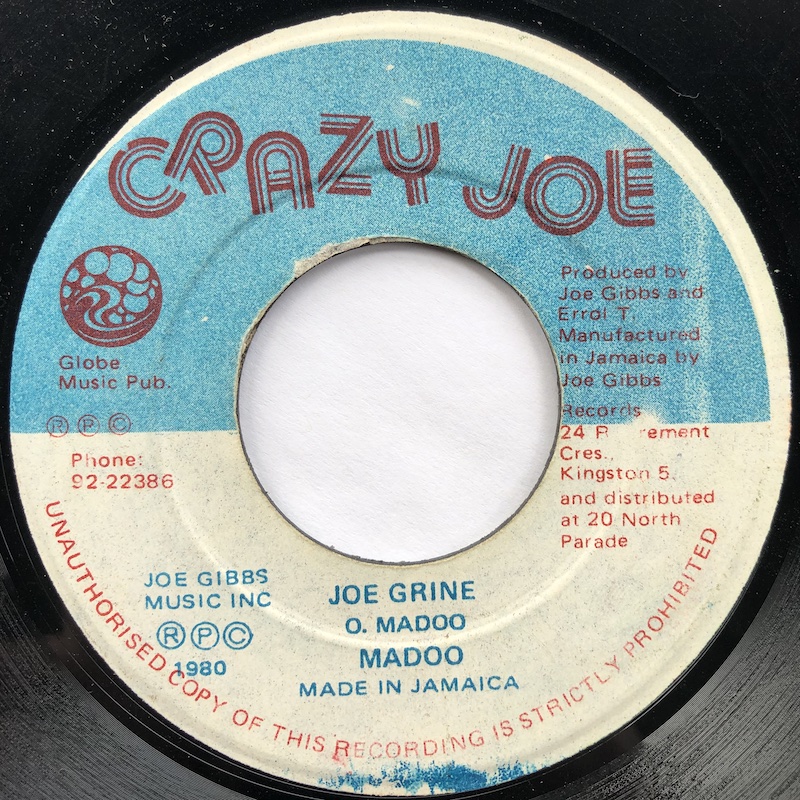 CRAZY JOE
Globe
Music Pub.
Ⓡ Ⓟ Ⓒ
Phone:
92-22386
Produced by
Joe Gibbs and
Errol T.
Manufactured
in Jamaica by
Joe Gibbs
Records
24 R rement
Cres.,
Kingston 5.
and distributed
at 20 North
Parade
JOE GIBBS
MUSIC INC
Ⓡ Ⓟ Ⓒ
1980
JOE GRINE
O. MADOO
MADOO
MADE IN JAMAICA
UNAUTHORISED COPY OF THIS RECORDING IS STRICTLY PROHIBITED